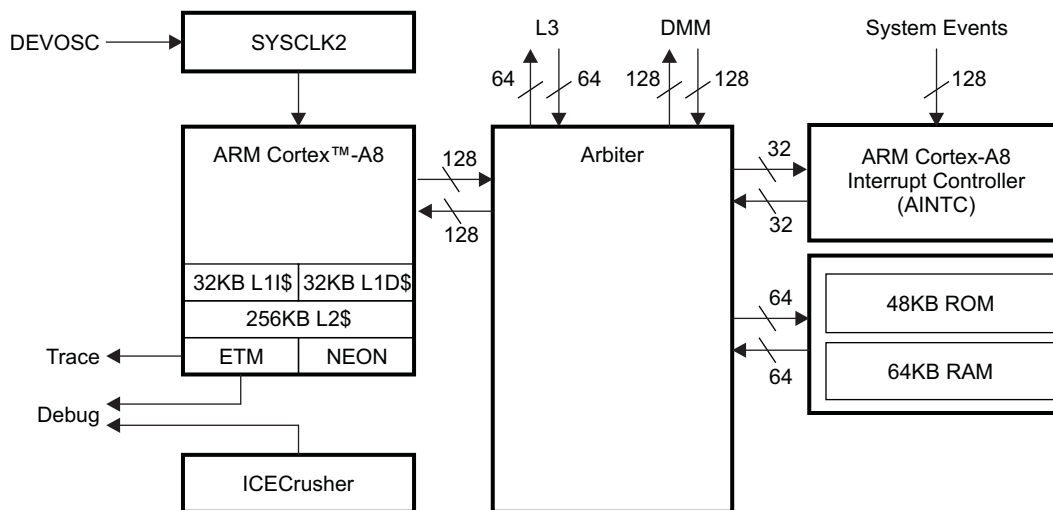 DEVOSC
SYSCLK2
L3
DMM
System Events
64
64
128
128
128
ARM Cortex™-A8
Arbiter
ARM Cortex-A8
Interrupt Controller
(AINTC)
128
128
32
32
32KB L1I$
32KB L1D$
256KB L2$
ETM
NEON
64
64
48KB ROM
64KB RAM
Trace
Debug
ICECrusher